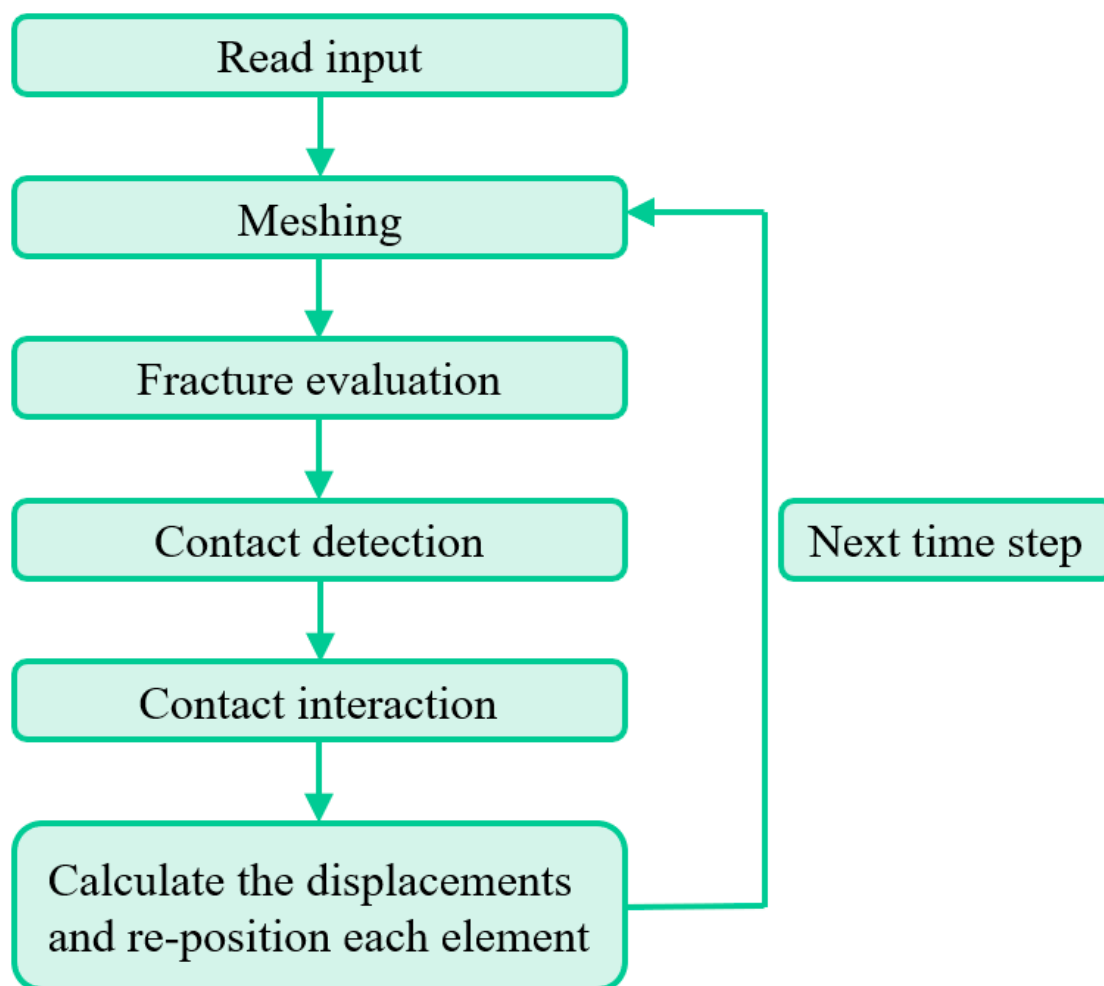 Read input
Meshing
Fracture evaluation
Contact detection
Next time step
Contact interaction
Calculate the displacements
and re-position each element